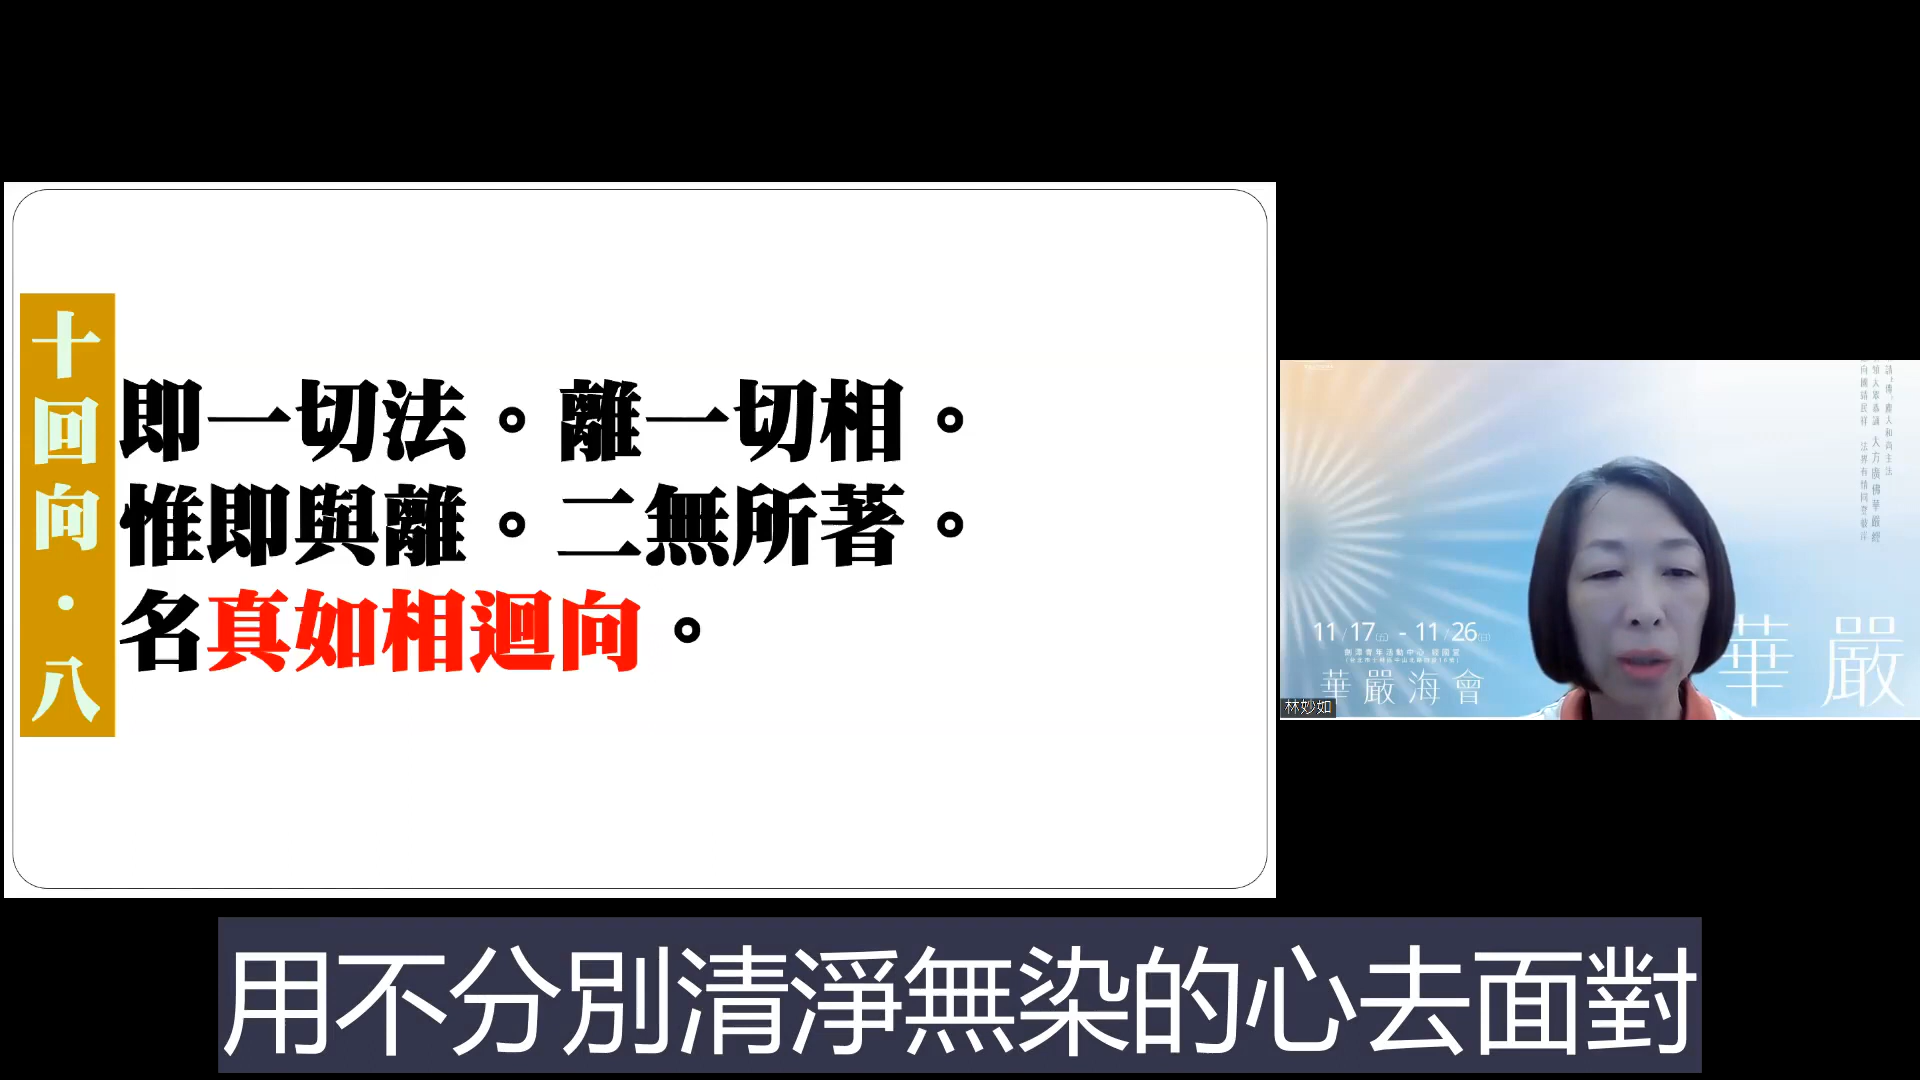 十回向・八
即一切法。離一切相。
惟即與離。二無所著。
名真如相迴向。
11/17 - 11/26
華嚴海會
華嚴
林妙如
用不分別清淨無染的心去面對